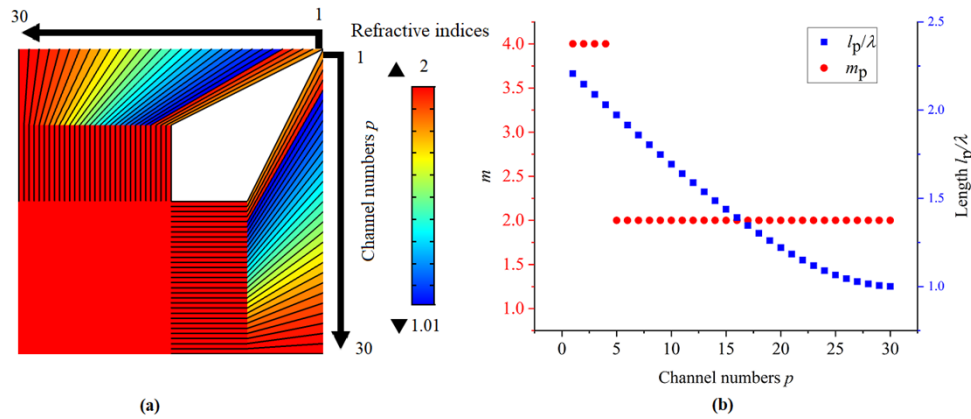 30
1
Refractive indices
1
2
Channel numbers p
1.01
30
(a)
4.0
3.5
3.0
2.5
2.0
1.5
1.0
m
lp/λ
mp
2.5
2.0
1.5
1.0
Length lp/λ
0
5
10
15
20
25
30
Channel numbers p
(b)